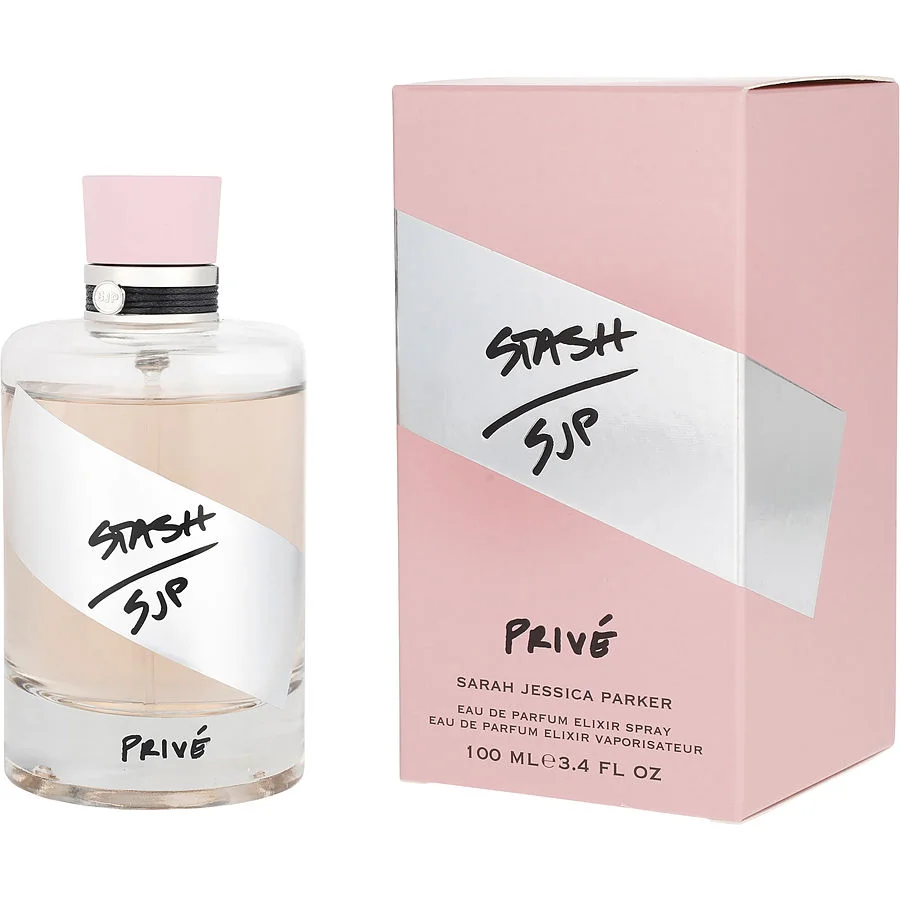 SJP
STASH
SJP
PRIVÉ
STASH
SJP
PRIVÉ
SARAH JESSICA PARKER
EAU DE PARFUM ELIXIR SPRAY
EAU DE PARFUM ELIXIR VAPORISATEUR
100 ML℮3.4 FL OZ